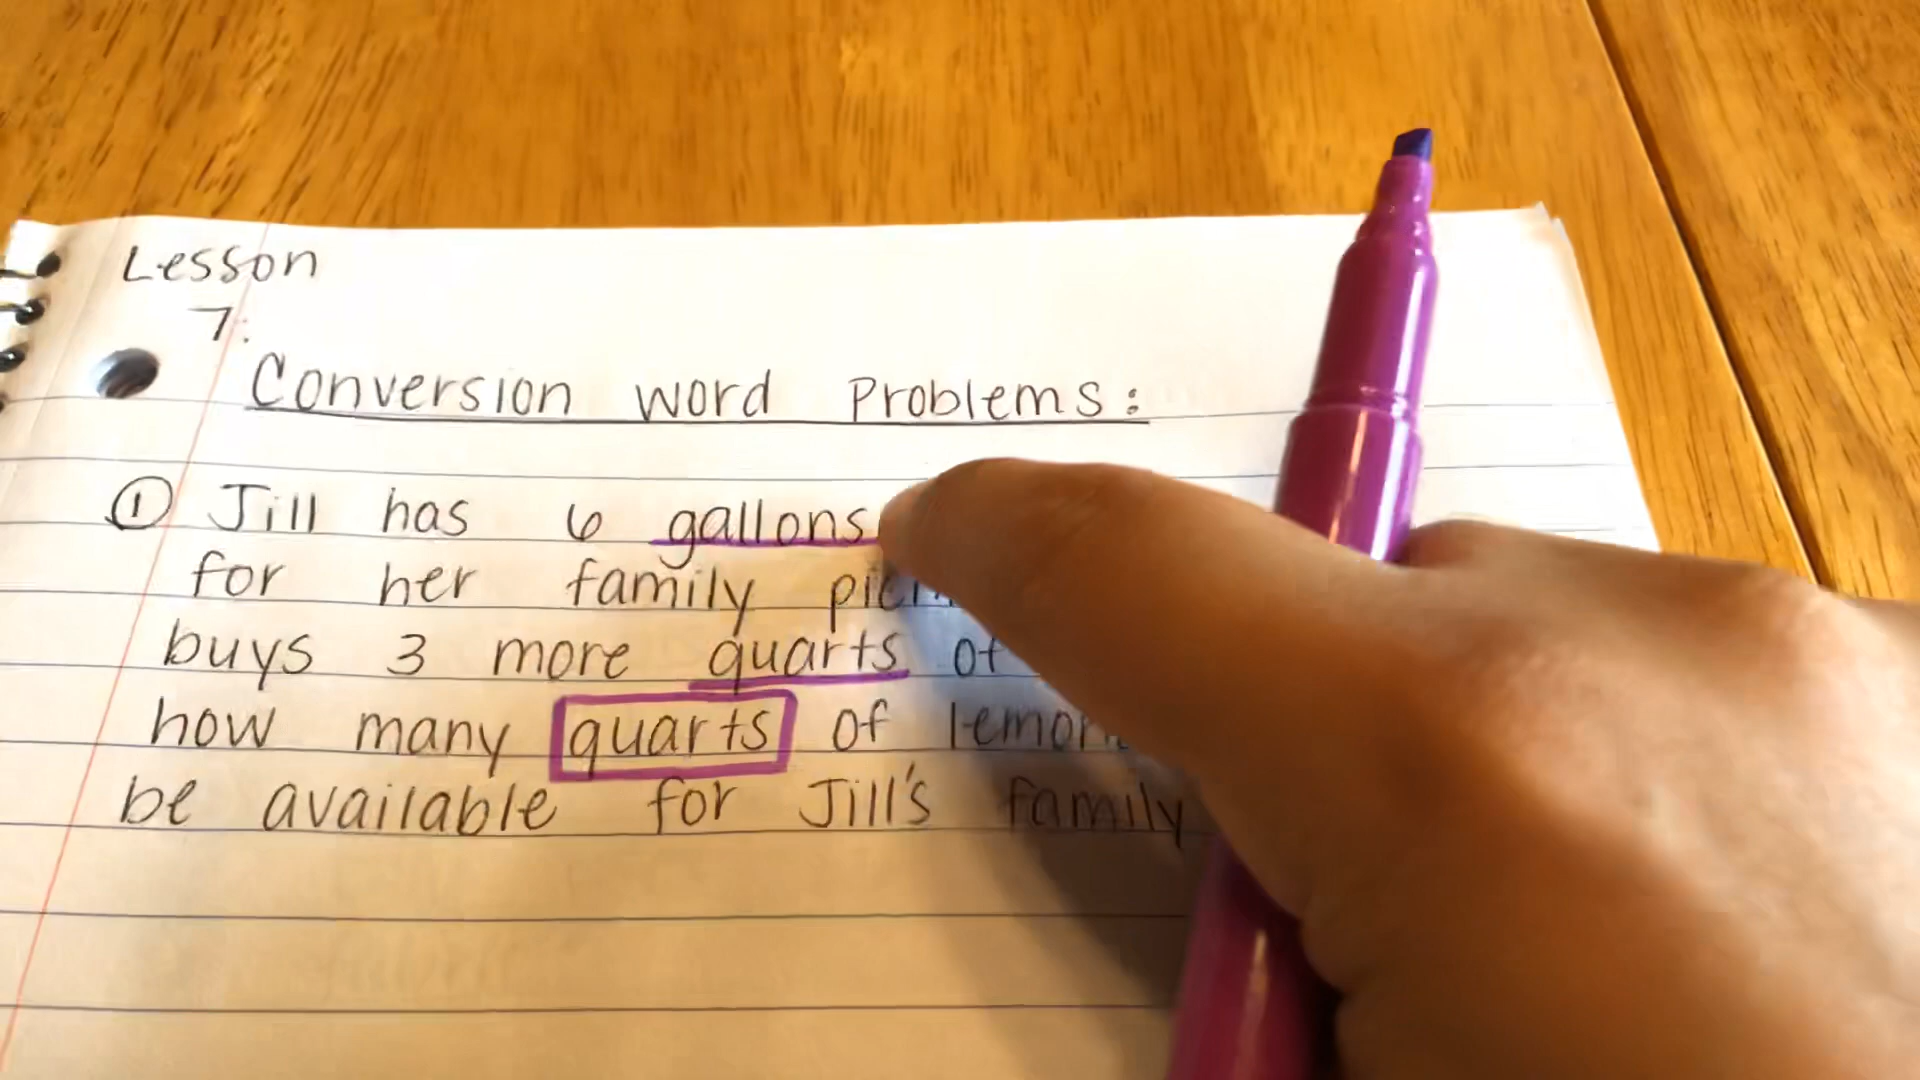 Lesson
7:
Conversion word problems:
① Jill has 6 gallons
for her family
buys 3 more quarts of
how many quarts of
be available for Jill's family